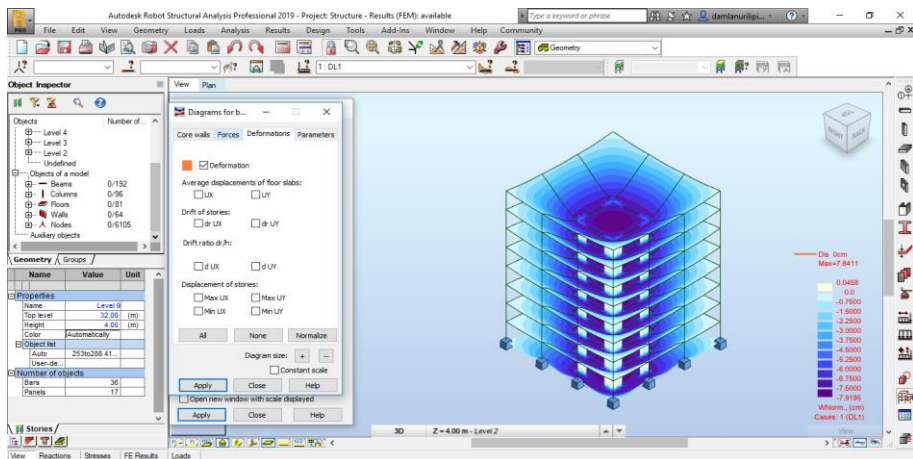 Autodesk Robot Structural Analysis Professional 2019 - Project: Structure - Results (FEM): available
Type a keyword or phrase
damlanurilipi...
PRO
File Edit View Geometry Loads Analysis Results Design Tools Add-Ins Window Help Community
Geometry
1 : DL1
Object Inspector
View Plan
Objects Number of...
Level 4
Level 3
Level 2
Undefined
Objects of a model
Beams 0/192
Columns 0/96
Floors 0/81
Walls 0/64
Nodes 0/6105
Auxiliary objects
Geometry Groups
Name Value Unit
Properties
Name Level 9
Top level 32.00 (m)
Height 4.00 (m)
Color Automatically
Object list
Auto 253to288 41...
User-de...
Number of objects
Bars 36
Panels 17
Stories
Diagrams for b...
Core walls Forces Deformations Parameters
Deformation
Average displacements of floor slabs:
UX UY
Drift of stories:
dr UX dr UY
Drift ratio dr/h:
d UX d UY
Displacement of stories:
Max UX Max UY
Min UX Min UY
All None Normalize
Diagram size: + -
Constant scale
Apply Close Help
Open new window with scale displayed
Apply Close Help
RIGHT BACK
Dis 0cm
Max=7.8411
0.0458
0.0
-0.7500
-1.5000
-2.2500
-3.0000
-3.7500
-4.5000
-5.2500
-6.0000
-6.7500
-7.5000
-7.9195
WNorm., (cm)
Cases: 1 (DL1)
3D Z = 4.00 m - Level 2
View
View Reactions Stresses FE Results Loads